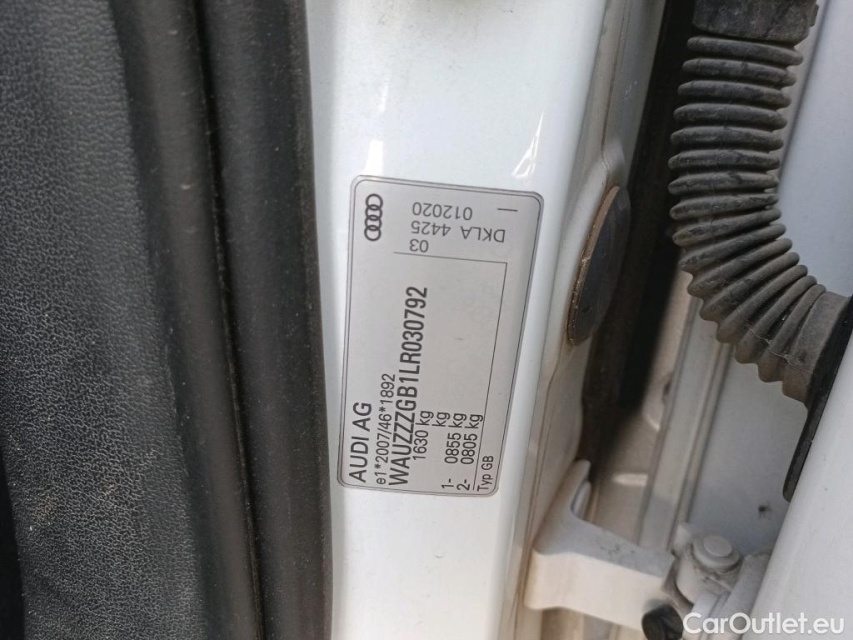 AUDI AG
e1*2007/46*1892
WAUZZZGB1LR030792
1630 kg
kg
1- 0855 kg
2- 0805 kg
Typ GB
03
DKLA 4425
012020
CarOutlet.eu